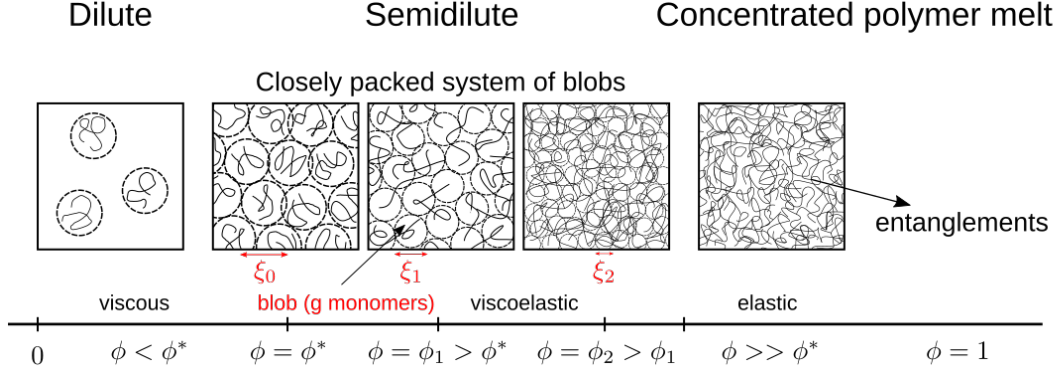 Dilute
Semidilute
Concentrated polymer melt
Closely packed system of blobs
entanglements
ξ₀
ξ₁
ξ₂
blob (g monomers)
viscous
viscoelastic
elastic
0
ϕ < ϕ*
ϕ = ϕ*
ϕ = ϕ₁ > ϕ*
ϕ = ϕ₂ > ϕ₁
ϕ >> ϕ*
ϕ = 1